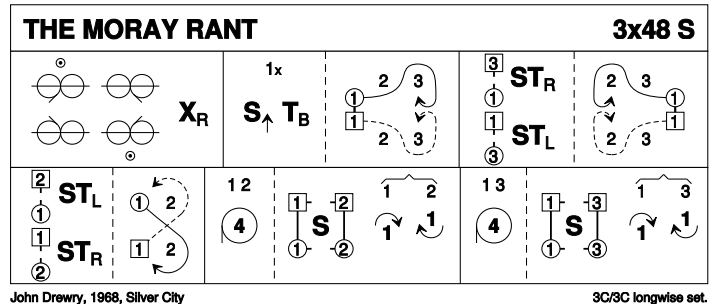 THE MORAY RANT 3x48 S
X_R
1x
S↑ T_B
2 3
1
1
2 3
3 ST_R
1
1 ST_L
3
2 3
1
1
2 3
2 ST_L
1
1 ST_R
2
1 2
1 2
1 2
4
1 2
S
1 2
1 2
1 1
1 3
4
1 3
S
1 3
1 3
1 1
John Drewry, 1968, Silver City 3C/3C longwise set.